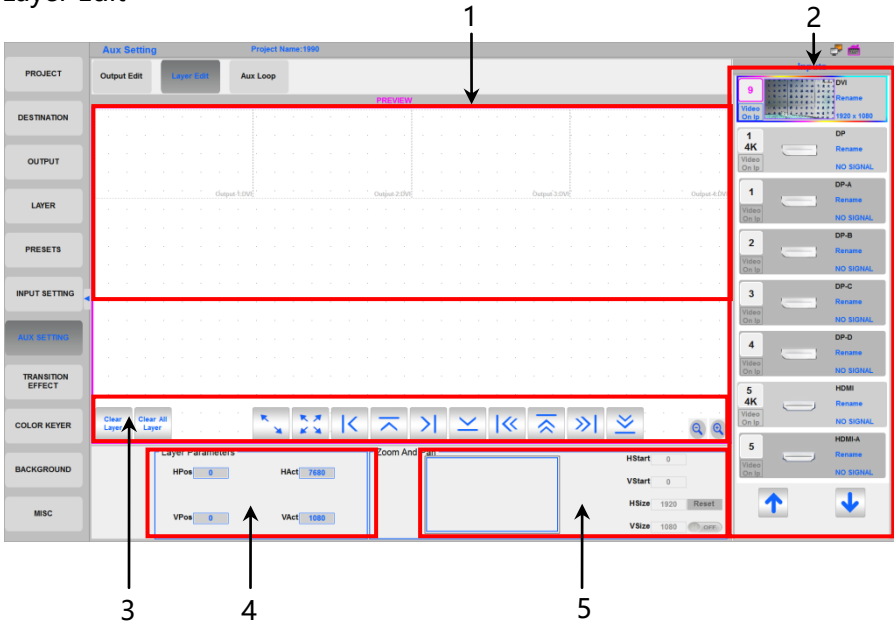 Layer Edit
1
2
Aux Setting
Project Name:1990
PROJECT
DESTINATION
OUTPUT
LAYER
PRESETS
INPUT SETTING
AUX SETTING
TRANSITION
EFFECT
COLOR KEYER
BACKGROUND
MISC
Output Edit
Layer Edit
Aux Loop
PREVIEW
Output 1:DVI
Output 2:DVI
Output 3:DVI
Output 4:DVI
Clear
Layer
Clear All
Layer
Layer Parameters
HPos 0
HAct 7680
VPos 0
VAct 1080
Zoom And Pan
HStart 0
VStart 0
HSize 1920 Reset
VSize 1080 OFF
9
Video
On Ip
DVI
Rename
1920 x 1080
1
4K
Video
On Ip
DP
Rename
NO SIGNAL
1
Video
On Ip
DP-A
Rename
NO SIGNAL
2
Video
On Ip
DP-B
Rename
NO SIGNAL
3
Video
On Ip
DP-C
Rename
NO SIGNAL
4
Video
On Ip
DP-D
Rename
NO SIGNAL
5
4K
Video
On Ip
HDMI
Rename
NO SIGNAL
5
Video
On Ip
HDMI-A
Rename
NO SIGNAL
3
4
5